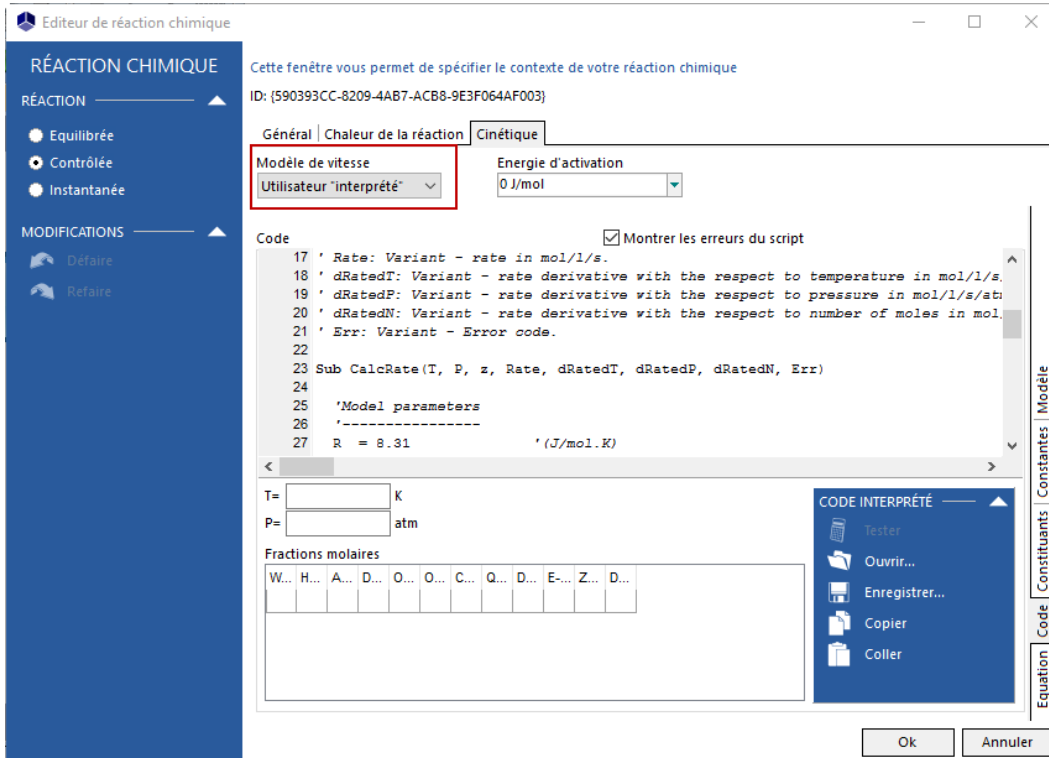 Editeur de réaction chimique
RÉACTION CHIMIQUE
RÉACTION
Equilibrée
Contrôlée
Instantanée
MODIFICATIONS
Défaire
Refaire
Cette fenêtre vous permet de spécifier le contexte de votre réaction chimique
ID: {590393CC-8209-4AB7-ACB8-9E3F064AF003}
Général Chaleur de la réaction Cinétique
Modèle de vitesse Energie d'activation
Utilisateur "interprété" 0 J/mol
Code Montrer les erreurs du script
17 ' Rate: Variant - rate in mol/l/s.
18 ' dRatedT: Variant - rate derivative with the respect to temperature in mol/l/s
19 ' dRatedP: Variant - rate derivative with the respect to pressure in mol/l/s/at
20 ' dRatedN: Variant - rate derivative with the respect to number of moles in mol
21 ' Err: Variant - Error code.
22
23 Sub CalcRate(T, P, z, Rate, dRatedT, dRatedP, dRatedN, Err)
24
25 'Model parameters
26 '----------------
27 R = 8.31 '(J/mol.K)
T= K
P= atm
Fractions molaires
W... H... A... D... O... O... C... Q... D... E-... Z... D...
CODE INTERPRÉTÉ
Tester
Ouvrir...
Enregistrer...
Copier
Coller
Modèle
Constantes
Constituants
Code
Equation
Ok Annuler